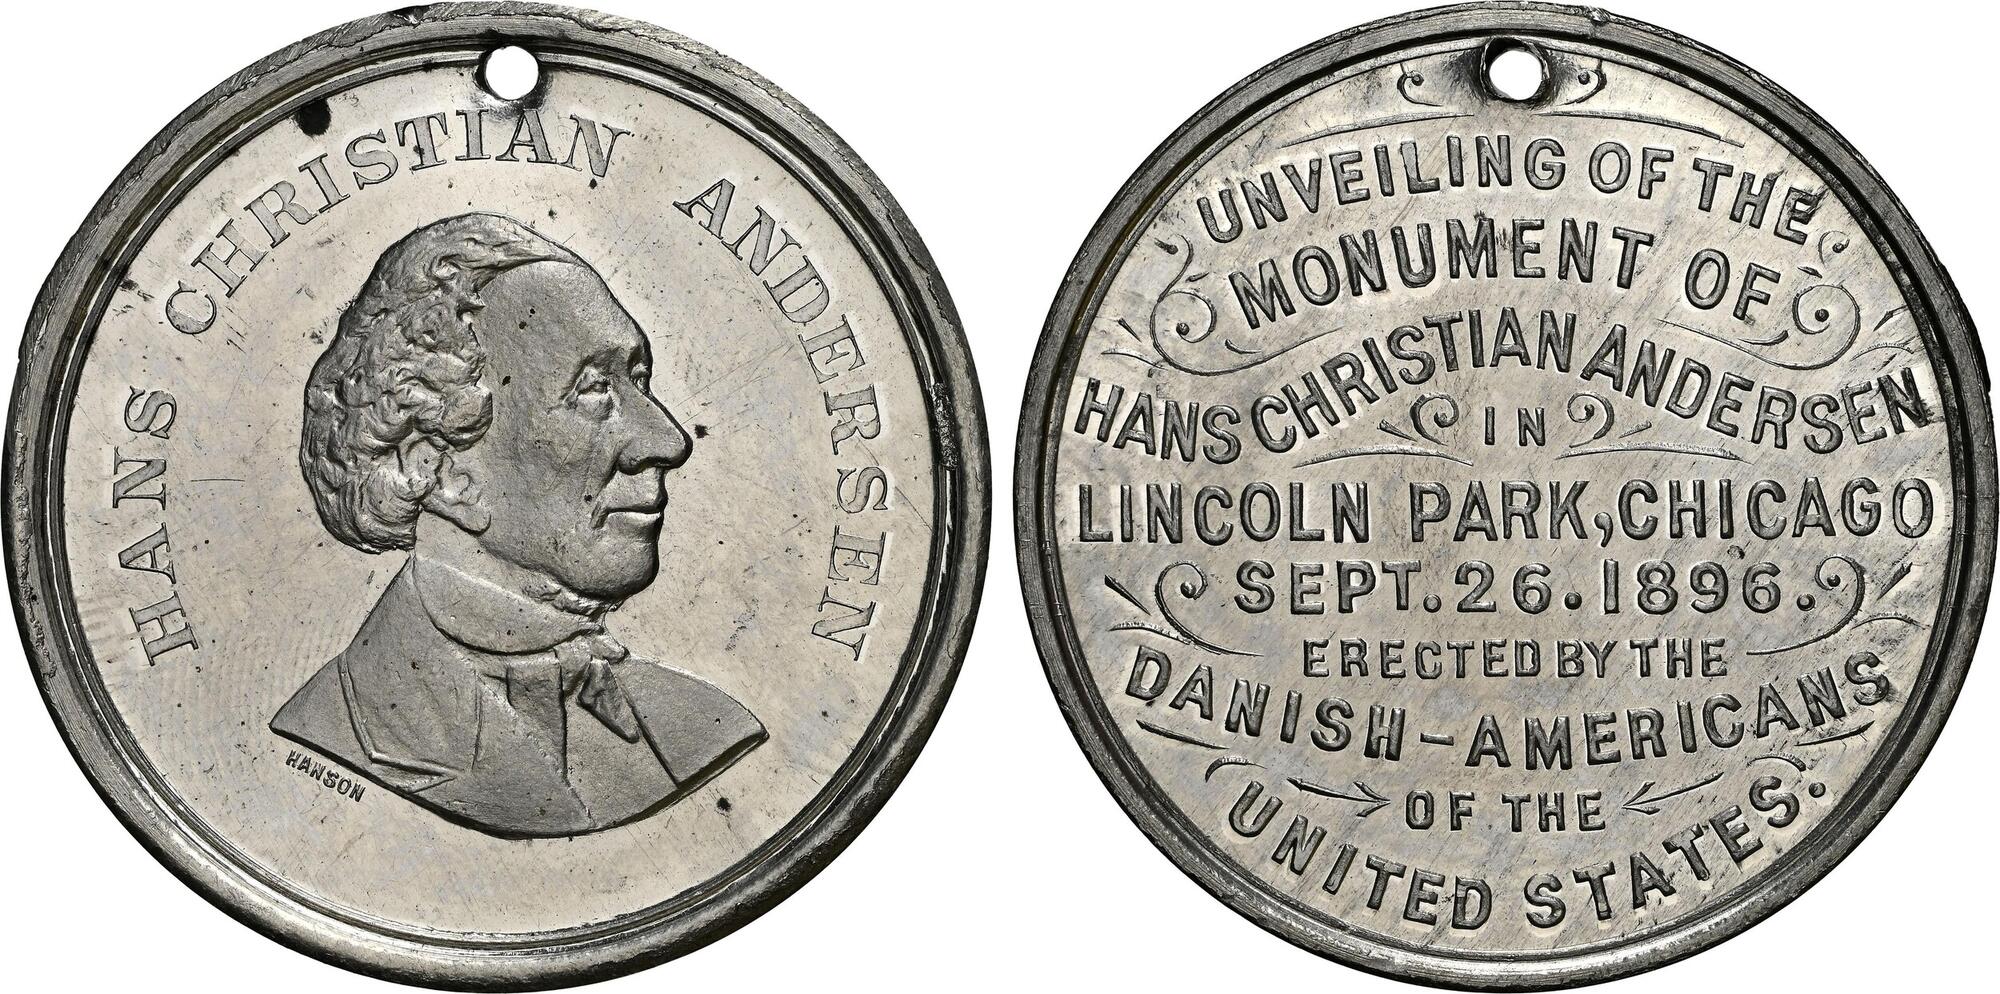 HANS CHRISTIAN ANDERSEN
HANSON
UNVEILING OF THE
MONUMENT OF
HANS CHRISTIAN ANDERSEN
IN
LINCOLN PARK, CHICAGO
SEPT. 26. 1896.
ERECTED BY THE
DANISH-AMERICANS
OF THE
UNITED STATES.